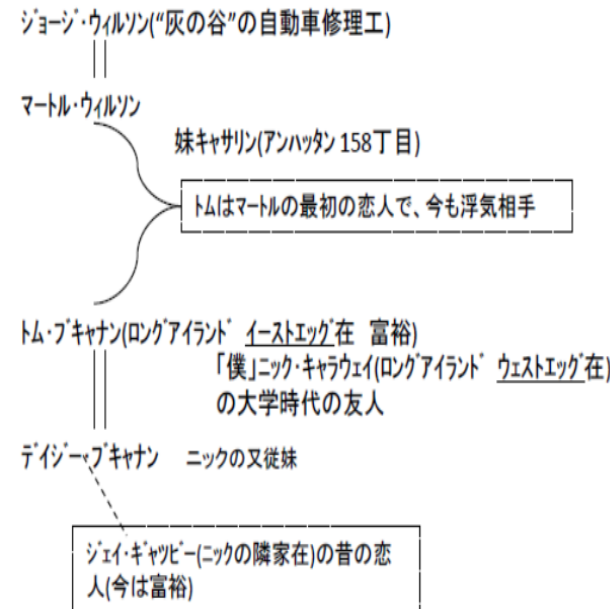 ｼﾞｮｰｼﾞ･ｳｨﾙｿﾝ(“灰の谷”の自動車修理工)
ﾏｰﾄﾙ･ｳｨﾙｿﾝ
妹ｷｬｻﾘﾝ(ｱﾝﾊｯﾀﾝ 158丁目)
ﾄﾑはﾏｰﾄﾙの最初の恋人で、今も浮気相手
ﾄﾑ･ﾌﾞｷｬﾅﾝ(ﾛﾝｸﾞｱｲﾗﾝﾄﾞ ｲｰｽﾄｴｯｸﾞ在 富裕)
「僕」ﾆｯｸ･ｷｬﾗｳｪｲ(ﾛﾝｸﾞｱｲﾗﾝﾄﾞ ｳｪｽﾄｴｯｸﾞ在)
の大学時代の友人
ﾃﾞｲｼﾞｰ･ﾌﾞｷｬﾅﾝ ﾆｯｸの又従妹
ｼﾞｪｲ･ｷﾞｬﾂﾋﾞｰ(ﾆｯｸの隣家在)の昔の恋
人(今は富裕)